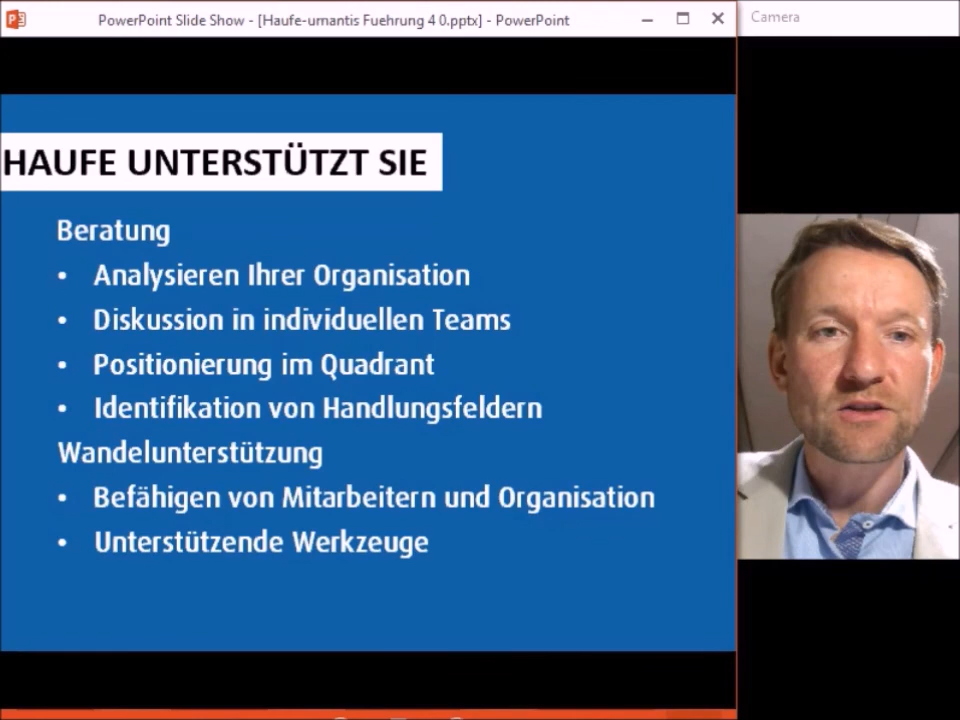 PowerPoint Slide Show - [Haufe-umantis Fuehrung 4 0.pptx] - PowerPoint
Camera
HAUFE UNTERSTÜTZT SIE
Beratung
• Analysieren Ihrer Organisation
• Diskussion in individuellen Teams
• Positionierung im Quadrant
• Identifikation von Handlungsfeldern
Wandelunterstützung
• Befähigen von Mitarbeitern und Organisation
• Unterstützende Werkzeuge